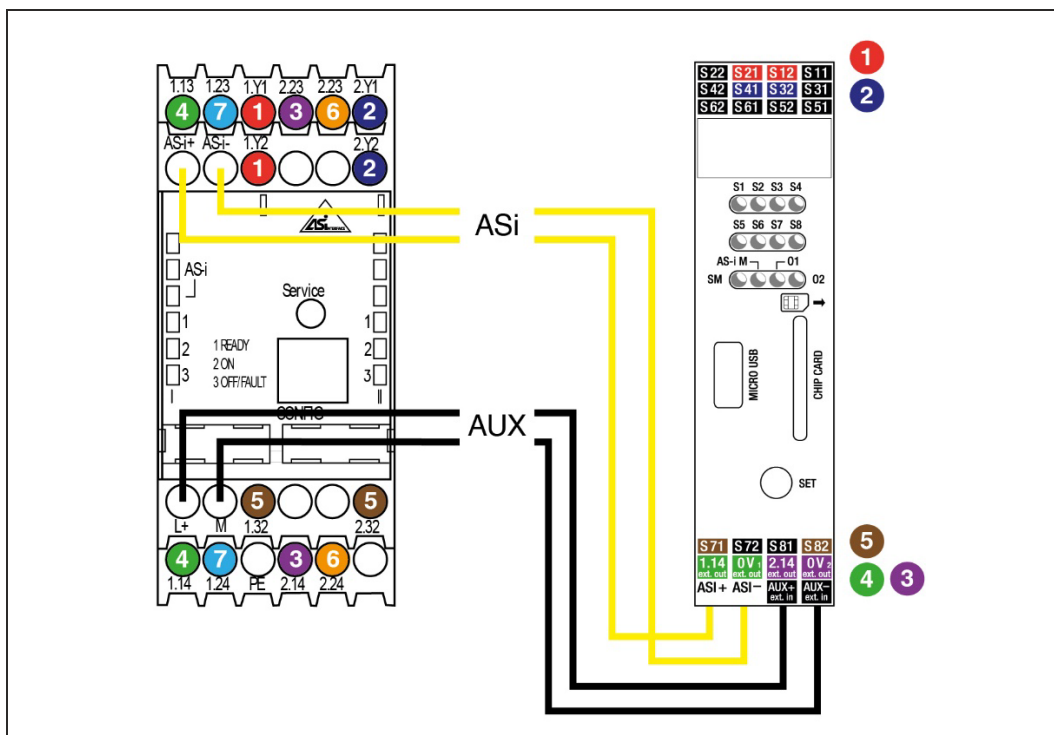 1.13 1.23 1.Y1 2.23 2.23 2.Y1
4 7 1 3 6 2
AS-i+ AS-i- 1.Y2 2.Y2
1 2
ASi
INTERFACE
AS-i
Service
1 1
2 2
3 3
1 READY
2 ON
3 OFF/FAULT
I II
CONFIG
5 5
L+ M 1.32 2.32
4 7 3 6
1.14 1.24 PE 2.14 2.24
ASi
AUX
S22 S21 S12 S11
S42 S41 S32 S31
S62 S61 S52 S51
1
2
S1 S2 S3 S4
S5 S6 S7 S8
AS-i M O1
SM O2
MICRO USB
CHIP CARD
SET
S71 S72 S81 S82
1.14 0V1 2.14 0V2
ext. out ext. out ext. out ext. out
ASI+ ASI− AUX+ AUX−
ext. in ext. in
5
4 3